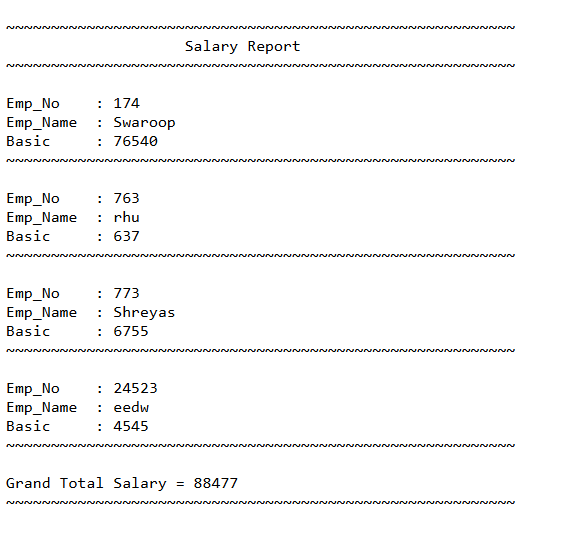 ~~~~~~~~~~~~~~~~~~~~~~~~~~~~~~~~~~~~~~~~~~~~~~~~~~~~~~~~~
                    Salary Report
~~~~~~~~~~~~~~~~~~~~~~~~~~~~~~~~~~~~~~~~~~~~~~~~~~~~~~~~~
Emp_No    : 174
Emp_Name  : Swaroop
Basic     : 76540
~~~~~~~~~~~~~~~~~~~~~~~~~~~~~~~~~~~~~~~~~~~~~~~~~~~~~~~~~
Emp_No    : 763
Emp_Name  : rhu
Basic     : 637
~~~~~~~~~~~~~~~~~~~~~~~~~~~~~~~~~~~~~~~~~~~~~~~~~~~~~~~~~
Emp_No    : 773
Emp_Name  : Shreyas
Basic     : 6755
~~~~~~~~~~~~~~~~~~~~~~~~~~~~~~~~~~~~~~~~~~~~~~~~~~~~~~~~~
Emp_No    : 24523
Emp_Name  : eedw
Basic     : 4545
~~~~~~~~~~~~~~~~~~~~~~~~~~~~~~~~~~~~~~~~~~~~~~~~~~~~~~~~~
Grand Total Salary = 88477
~~~~~~~~~~~~~~~~~~~~~~~~~~~~~~~~~~~~~~~~~~~~~~~~~~~~~~~~~